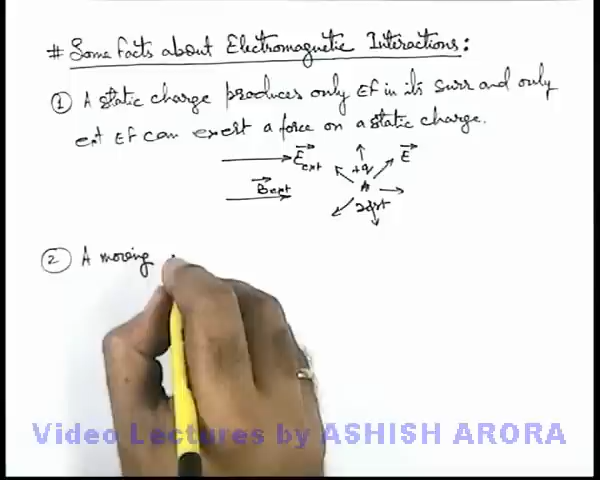 # Some Facts about Electromagnetic Interactions:
① A static charge produces only EF in its surr and only
ext EF can exert a force on a static charge.
E⃗ext
+q
E⃗
B⃗ext
② A moving
Video Lectures by ASHISH ARORA